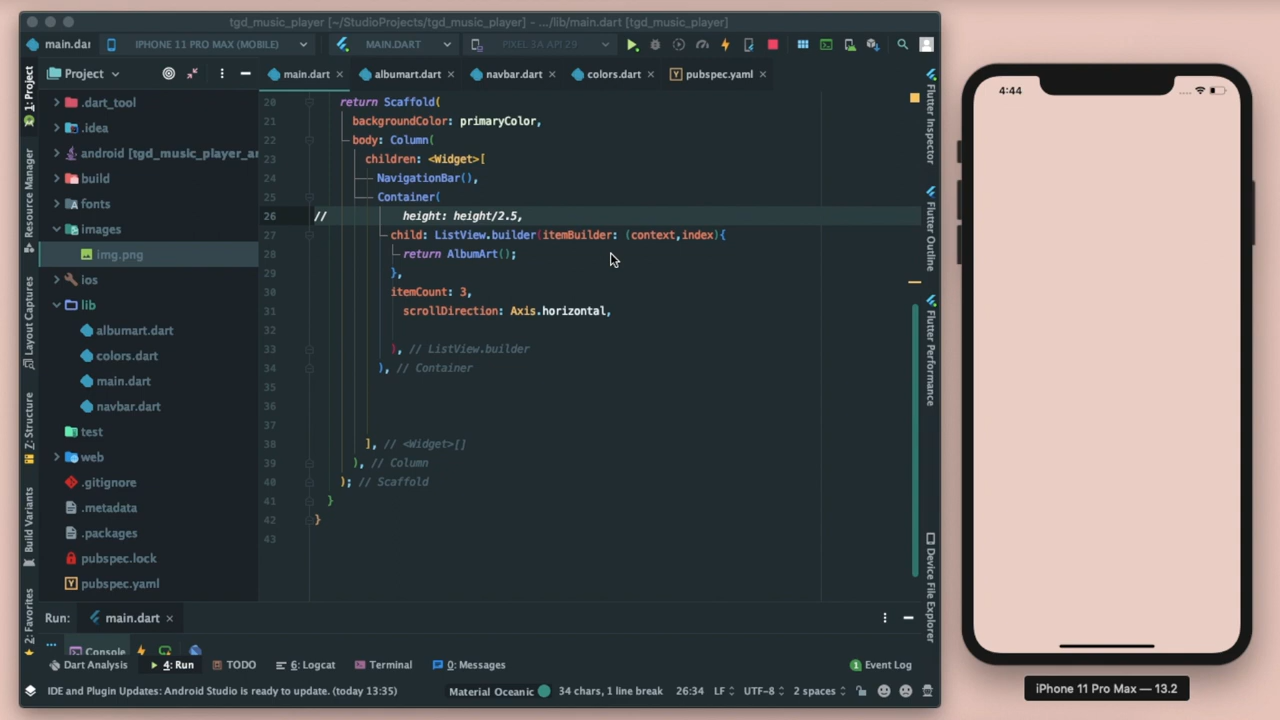 tgd_music_player [~/StudioProjects/tgd_music_player] - .../lib/main.dart [tgd_music_player]
main.dar
IPHONE 11 PRO MAX (MOBILE)
MAIN.DART
PIXEL 3A API 29
Project
main.dart
albumart.dart
navbar.dart
colors.dart
pubspec.yaml
1: Project
Resource Manager
Layout Captures
Z: Structure
Build Variants
2: Favorites
.dart_tool
.idea
android [tgd_music_player_an
build
fonts
images
img.png
ios
lib
albumart.dart
colors.dart
main.dart
navbar.dart
test
web
.gitignore
.metadata
.packages
pubspec.lock
pubspec.yaml
20 return Scaffold(
21 backgroundColor: primaryColor,
22 body: Column(
23 children: <Widget>[
24 NavigationBar(),
25 Container(
26 // height: height/2.5,
27 child: ListView.builder(itemBuilder: (context,index){
28 return AlbumArt();
29 },
30 itemCount: 3,
31 scrollDirection: Axis.horizontal,
32
33 ), // ListView.builder
34 ), // Container
35
36
37
38 ], // <Widget>[]
39 ), // Column
40 ); // Scaffold
41 }
42 }
43
Flutter Inspector
Flutter Outline
Flutter Performance
Device File Explorer
Run:
main.dart
Console
Dart Analysis
4: Run
TODO
6: Logcat
Terminal
0: Messages
1 Event Log
IDE and Plugin Updates: Android Studio is ready to update. (today 13:35)
Material Oceanic
34 chars, 1 line break
26:34
LF
UTF-8
2 spaces
4:44
iPhone 11 Pro Max — 13.2